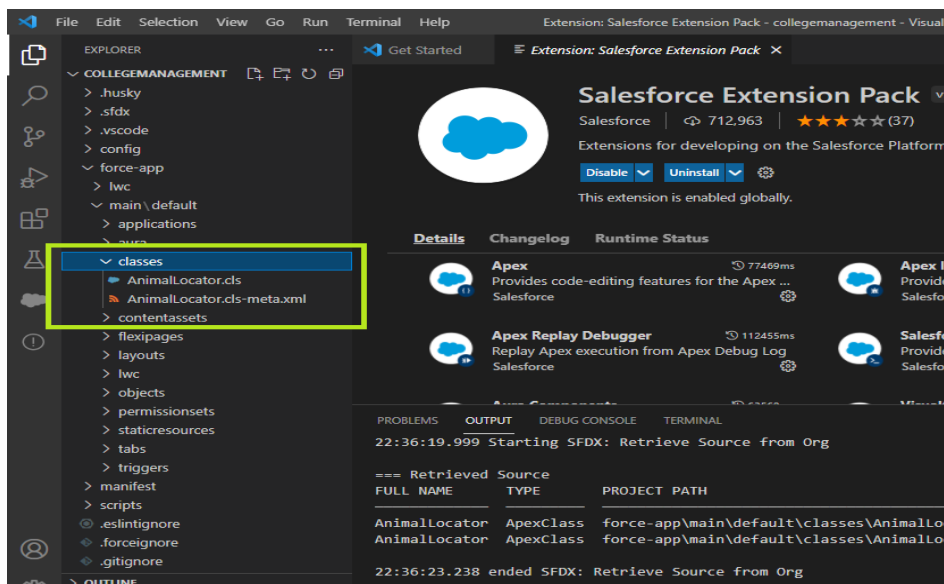 File Edit Selection View Go Run Terminal Help Extension: Salesforce Extension Pack - collegemanagement - Visual
EXPLORER
COLLEGEMANAGEMENT
.husky
.sfdx
.vscode
config
force-app
lwc
main\default
applications
aura
classes
AnimalLocator.cls
AnimalLocator.cls-meta.xml
contentassets
flexipages
layouts
lwc
objects
permissionsets
staticresources
tabs
triggers
manifest
scripts
.eslintignore
.forceignore
.gitignore
OUTLINE
Get Started Extension: Salesforce Extension Pack
Salesforce Extension Pack v
Salesforce 712,963 (37)
Extensions for developing on the Salesforce Platform
Disable Uninstall
This extension is enabled globally.
Details Changelog Runtime Status
Apex 77469ms
Provides code-editing features for the Apex ...
Salesforce
Apex Replay Debugger 112455ms
Replay Apex execution from Apex Debug Log
Salesforce
Apex
Provid
Salesfo
Salesf
Provid
Salesfo
PROBLEMS OUTPUT DEBUG CONSOLE TERMINAL
22:36:19.999 Starting SFDX: Retrieve Source from Org
=== Retrieved Source
FULL NAME TYPE PROJECT PATH
AnimalLocator ApexClass force-app\main\default\classes\AnimalLo
AnimalLocator ApexClass force-app\main\default\classes\AnimalLo
22:36:23.238 ended SFDX: Retrieve Source from Org